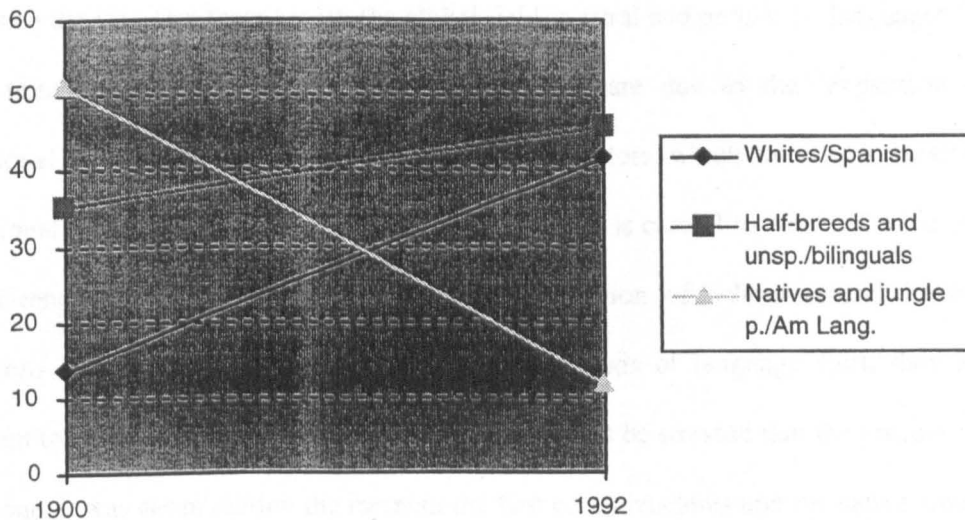 60
50
40
30
20
10
0
1900
1992
Whites/Spanish
Half-breeds and
unsp./bilinguals
Natives and jungle
p./Am Lang.